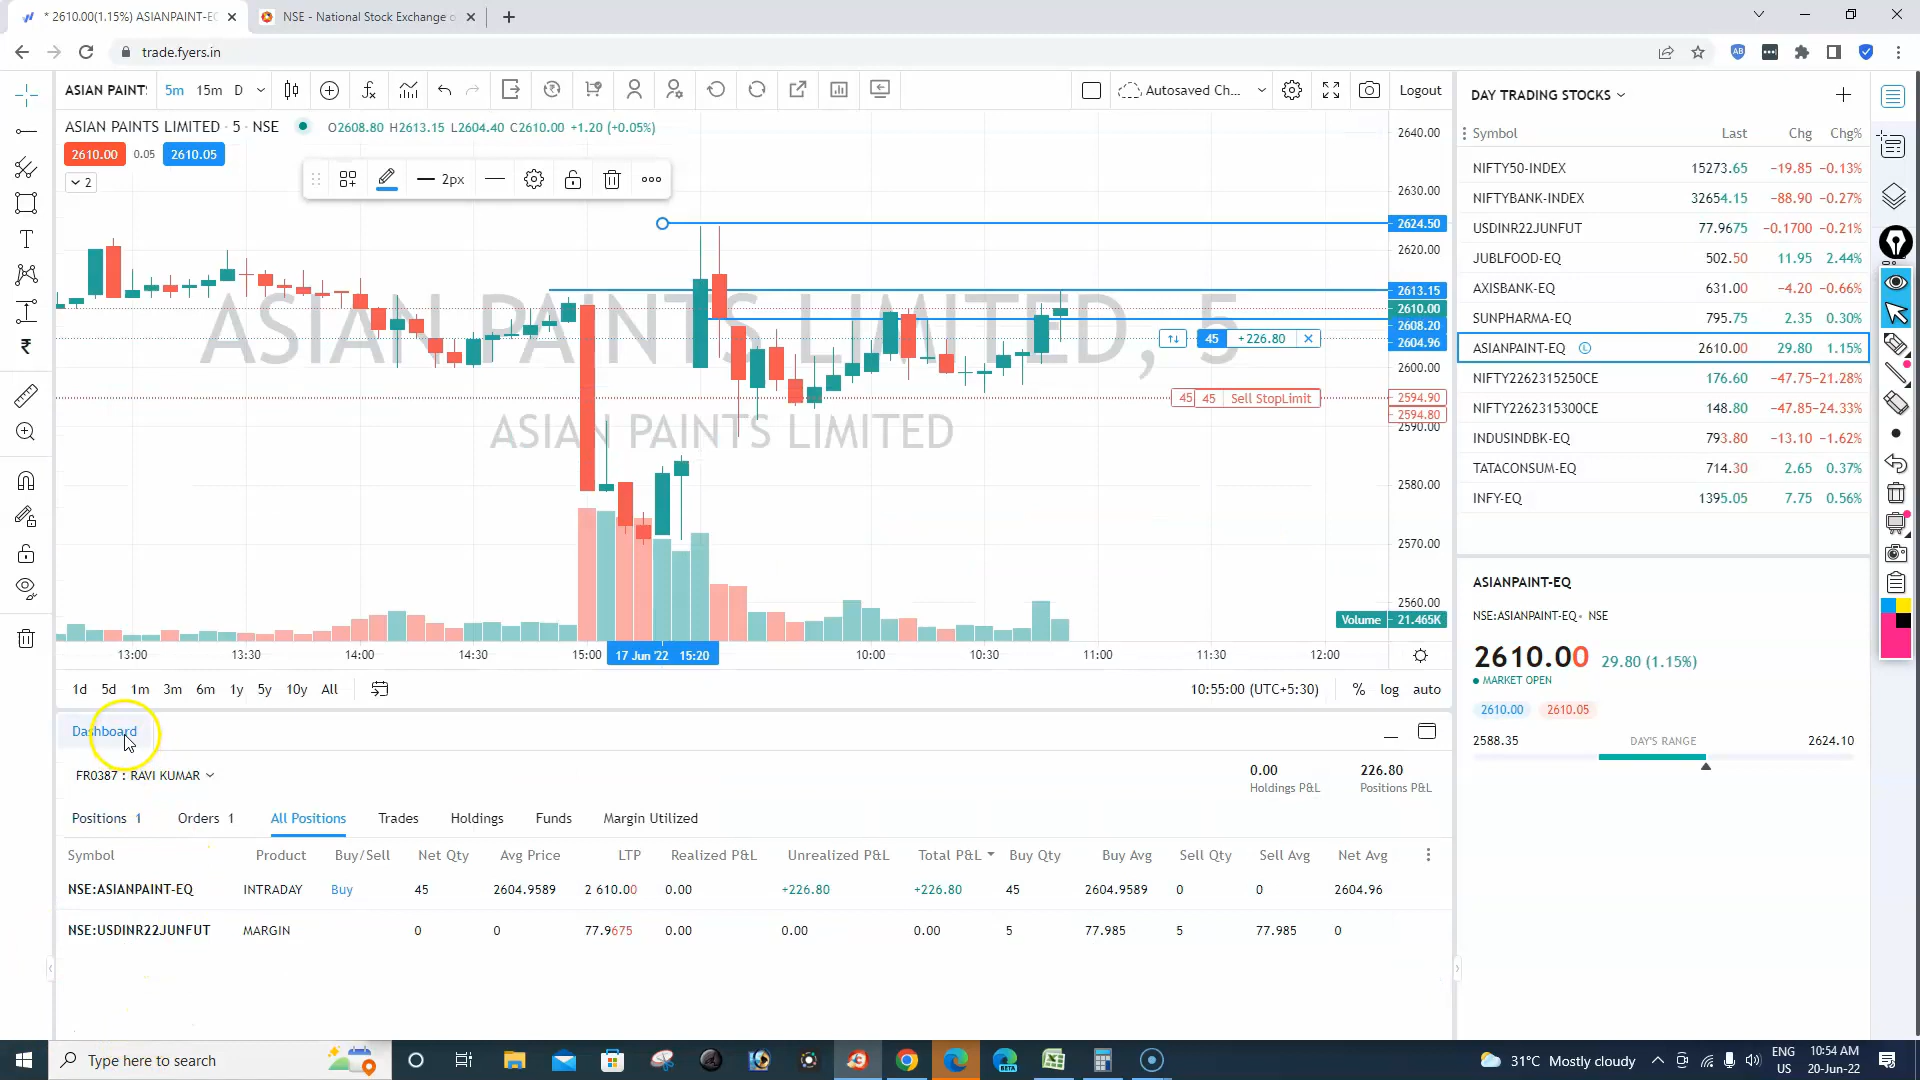 * 2610.00(1.15%) ASIANPAINT-EQ
NSE - National Stock Exchange o
trade.fyers.in
ASIAN PAINTS
5m 15m D
Autosaved Ch...
Logout
ASIAN PAINTS LIMITED · 5 · NSE
O2608.80 H2613.15 L2604.40 C2610.00 +1.20 (+0.05%)
2610.00 0.05 2610.05
2
2px
ASIAN PAINTS LIMITED, 5
ASIAN PAINTS LIMITED
45 +226.80
45 45 Sell StopLimit
2640.00
2630.00
2624.50
2620.00
2613.15
2610.00
2608.20
2604.96
2600.00
2594.90
2594.80
2590.00
2580.00
2570.00
2560.00
Volume 21.465K
13:00 13:30 14:00 14:30 15:00 17 Jun '22 15:20 10:00 10:30 11:00 11:30 12:00
1d 5d 1m 3m 6m 1y 5y 10y All
10:55:00 (UTC+5:30) % log auto
Dashboard
FR0387 : RAVI KUMAR
0.00
Holdings P&L
226.80
Positions P&L
Positions 1 Orders 1 All Positions Trades Holdings Funds Margin Utilized
Symbol Product Buy/Sell Net Qty Avg Price LTP Realized P&L Unrealized P&L Total P&L Buy Qty Buy Avg Sell Qty Sell Avg Net Avg
NSE:ASIANPAINT-EQ INTRADAY Buy 45 2604.9589 2 610.00 0.00 +226.80 +226.80 45 2604.9589 0 0 2604.96
NSE:USDINR22JUNFUT MARGIN 0 0 77.9675 0.00 0.00 0.00 5 77.985 5 77.985 0
DAY TRADING STOCKS
Symbol Last Chg Chg%
NIFTY50-INDEX 15273.65 −19.85 −0.13%
NIFTYBANK-INDEX 32654.15 −88.90 −0.27%
USDINR22JUNFUT 77.9675 −0.1700 −0.21%
JUBLFOOD-EQ 502.50 11.95 2.44%
AXISBANK-EQ 631.00 −4.20 −0.66%
SUNPHARMA-EQ 795.75 2.35 0.30%
ASIANPAINT-EQ L 2610.00 29.80 1.15%
NIFTY2262315250CE 176.60 −47.75 −21.28%
NIFTY2262315300CE 148.80 −47.85 −24.33%
INDUSINDBK-EQ 793.80 −13.10 −1.62%
TATACONSUM-EQ 714.30 2.65 0.37%
INFY-EQ 1395.05 7.75 0.56%
ASIANPAINT-EQ
NSE:ASIANPAINT-EQ • NSE
2610.00 29.80 (1.15%)
MARKET OPEN
2610.00 2610.05
2588.35 DAY'S RANGE 2624.10
Type here to search
31°C Mostly cloudy
ENG
US
10:54 AM
20-Jun-22